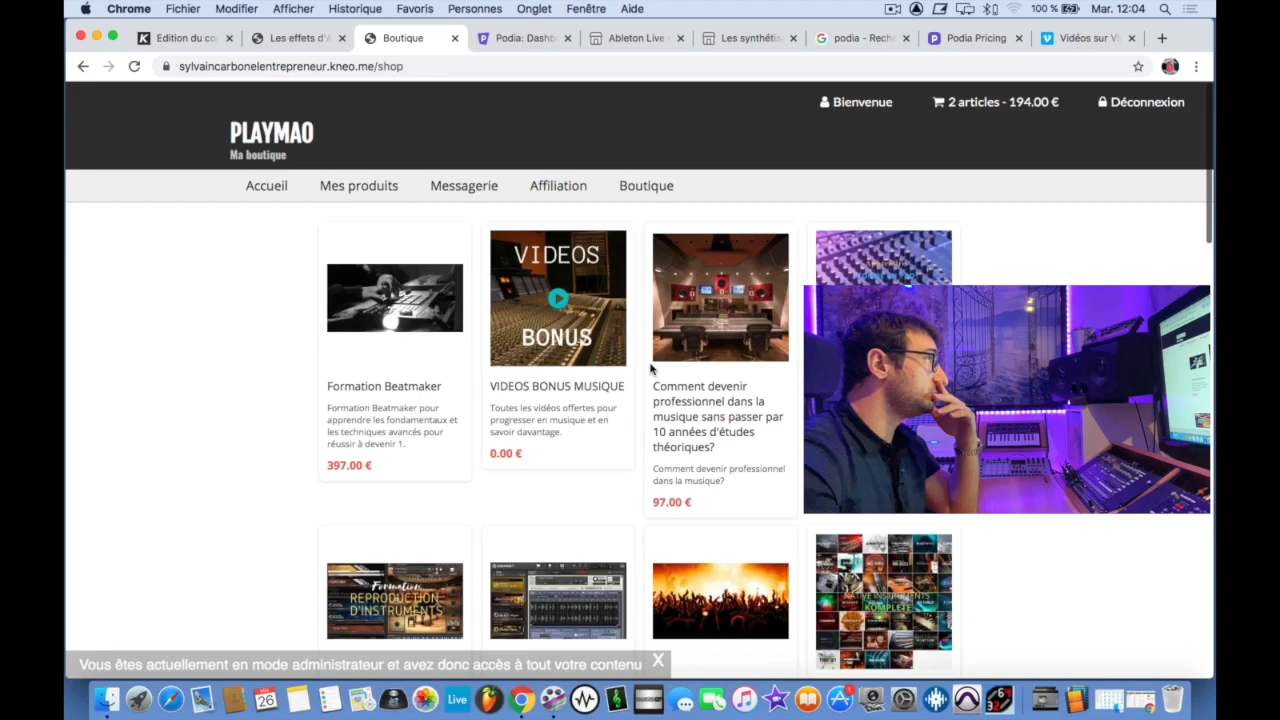 Chrome Fichier Modifier Afficher Historique Favoris Personnes Onglet Fenêtre Aide 100 % Mar. 12:04
Edition du co Les effets d'A Boutique Podia: Dashb Ableton Live Les synthétis podia - Reche Podia Pricing Vidéos sur Vi
sylvaincarbonelentrepreneur.kneo.me/shop
Bienvenue 2 articles - 194.00 € Déconnexion
PLAYMAO
Ma boutique
Accueil Mes produits Messagerie Affiliation Boutique
VIDEOS
BONUS
Formation Beatmaker
Formation Beatmaker pour
apprendre les fondamentaux et
les techniques avancés pour
réussir à devenir 1.
397.00 €
VIDEOS BONUS MUSIQUE
Toutes les vidéos offertes pour
progresser en musique et en
savoir davantage.
0.00 €
Comment devenir
professionnel dans la
musique sans passer par
10 années d'études
théoriques?
Comment devenir professionnel
dans la musique?
97.00 €
Formation
REPRODUCTION
D'INSTRUMENTS
NATIVE INSTRUMENTS
KOMPLETE
Vous êtes actuellement en mode administrateur et avez donc accès à tout votre contenu X
26
Live